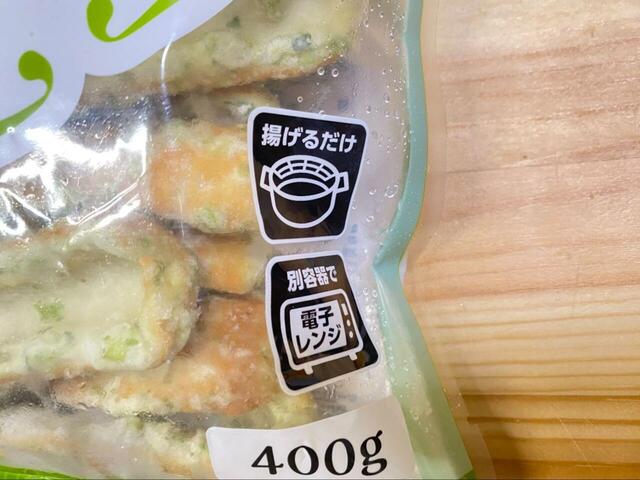 揚げるだけ
別容器で
電子
レンジ
400g